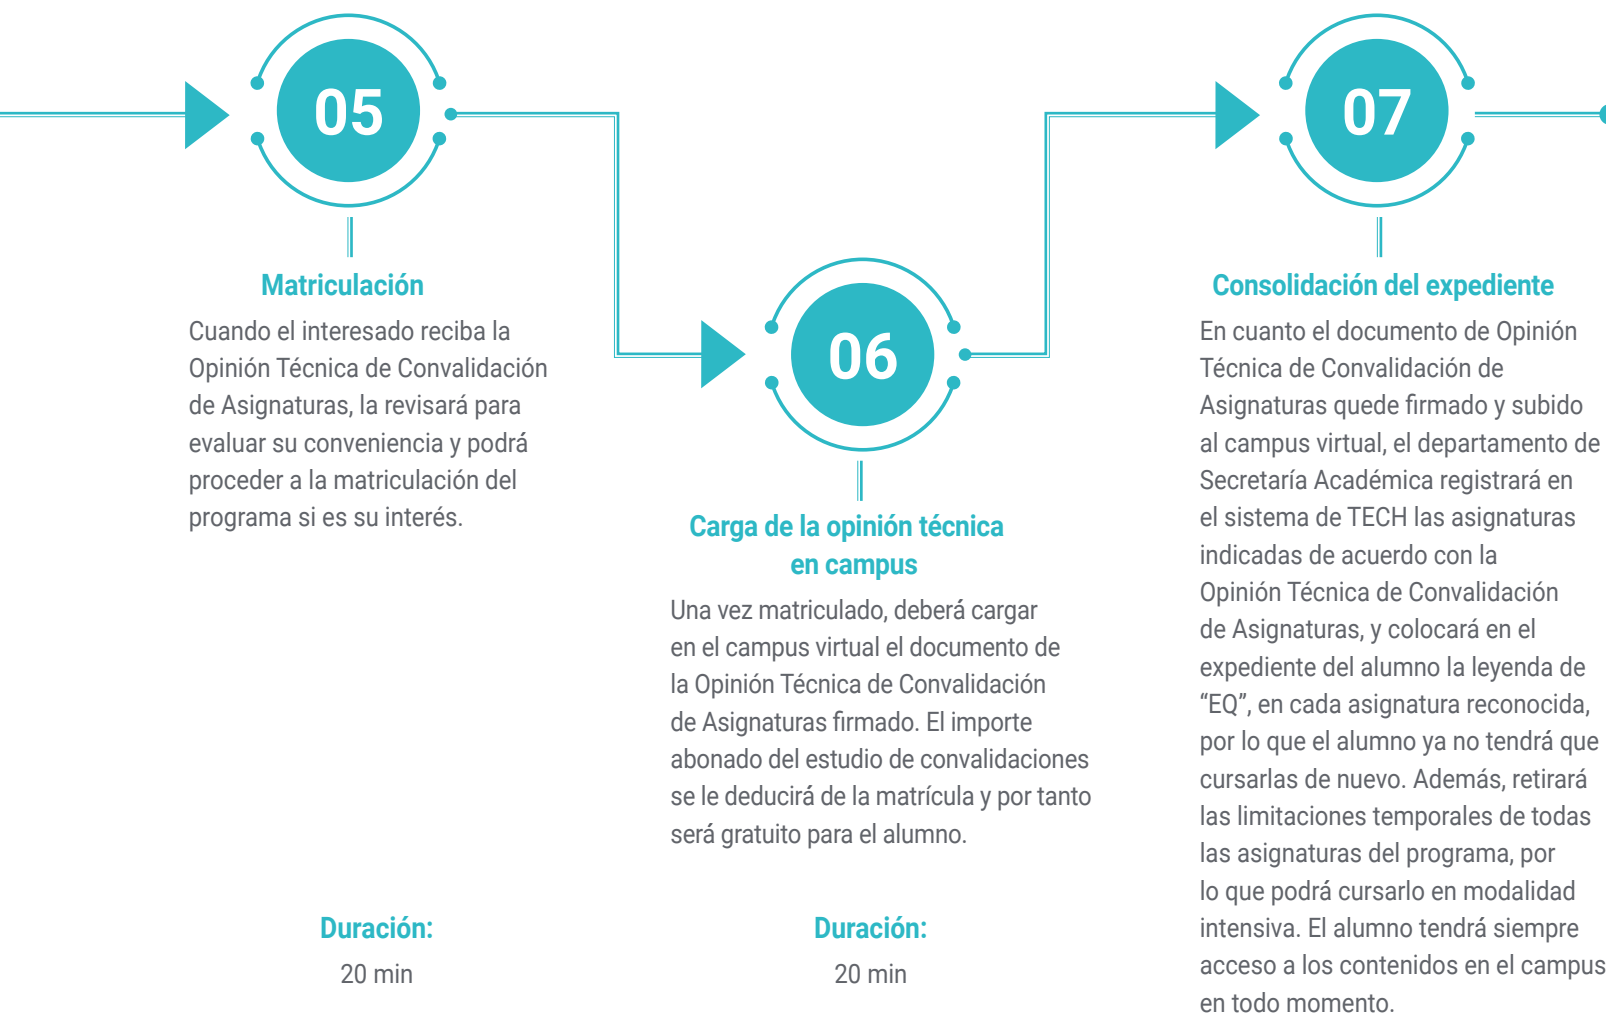 05
Matriculación
Cuando el interesado reciba la
Opinión Técnica de Convalidación
de Asignaturas, la revisará para
evaluar su conveniencia y podrá
proceder a la matriculación del
programa si es su interés.
Duración:
20 min
06
Carga de la opinión técnica
en campus
Una vez matriculado, deberá cargar
en el campus virtual el documento de
la Opinión Técnica de Convalidación
de Asignaturas firmado. El importe
abonado del estudio de convalidaciones
se le deducirá de la matrícula y por tanto
será gratuito para el alumno.
Duración:
20 min
07
Consolidación del expediente
En cuanto el documento de Opinión
Técnica de Convalidación de
Asignaturas quede firmado y subido
al campus virtual, el departamento de
Secretaría Académica registrará en
el sistema de TECH las asignaturas
indicadas de acuerdo con la
Opinión Técnica de Convalidación
de Asignaturas, y colocará en el
expediente del alumno la leyenda de
“EQ”, en cada asignatura reconocida,
por lo que el alumno ya no tendrá que
cursarlas de nuevo. Además, retirará
las limitaciones temporales de todas
las asignaturas del programa, por
lo que podrá cursarlo en modalidad
intensiva. El alumno tendrá siempre
acceso a los contenidos en el campus
en todo momento.